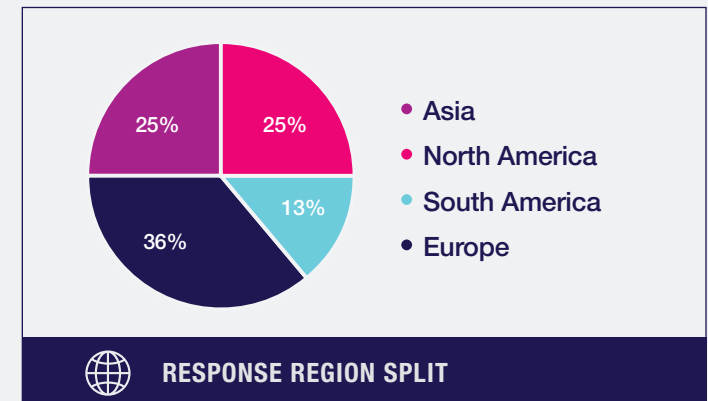 25%
25%
13%
36%
Asia
North America
South America
Europe
RESPONSE REGION SPLIT